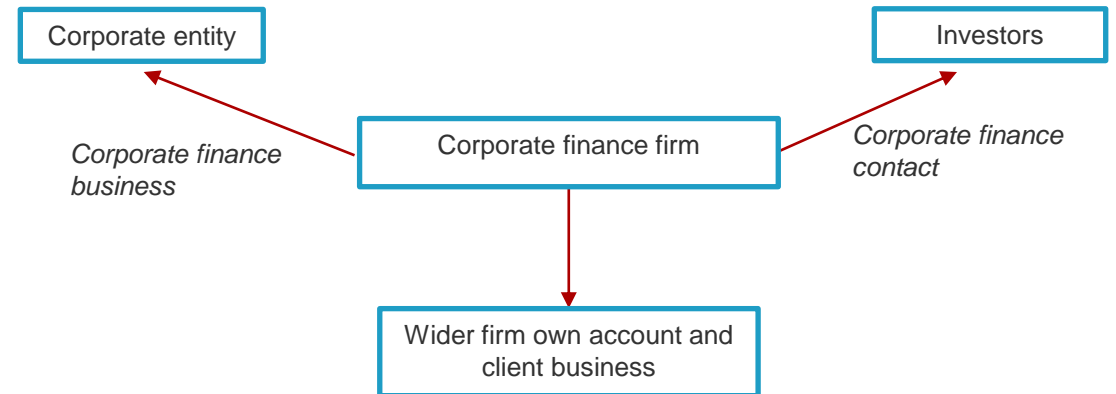 Corporate entity
Investors
Corporate finance firm
Corporate finance
business
Corporate finance
contact
Wider firm own account and
client business